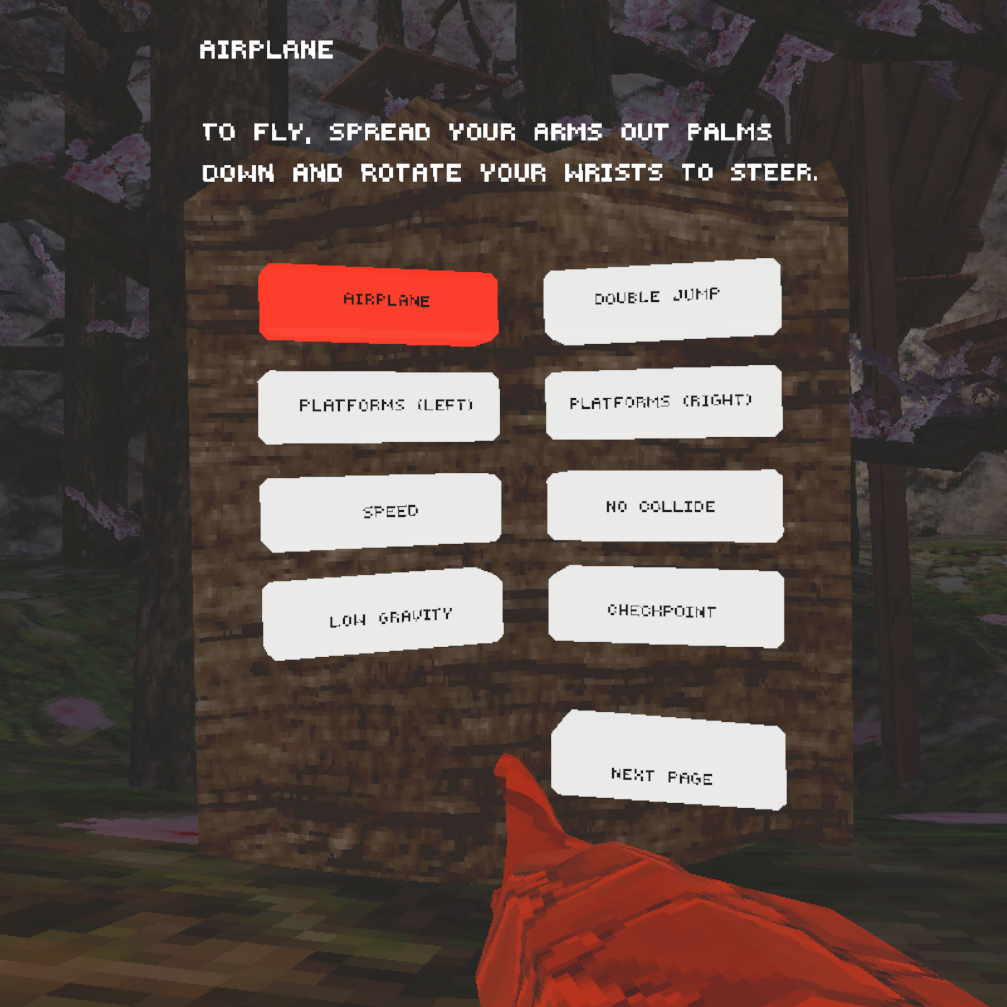 AIRPLANE
TO FLY, SPREAD YOUR ARMS OUT PALMS
DOWN AND ROTATE YOUR WRISTS TO STEER.
AIRPLANE
DOUBLE JUMP
PLATFORMS (LEFT)
PLATFORMS (RIGHT)
SPEED
NO COLLIDE
LOW GRAVITY
CHECKPOINT
NEXT PAGE